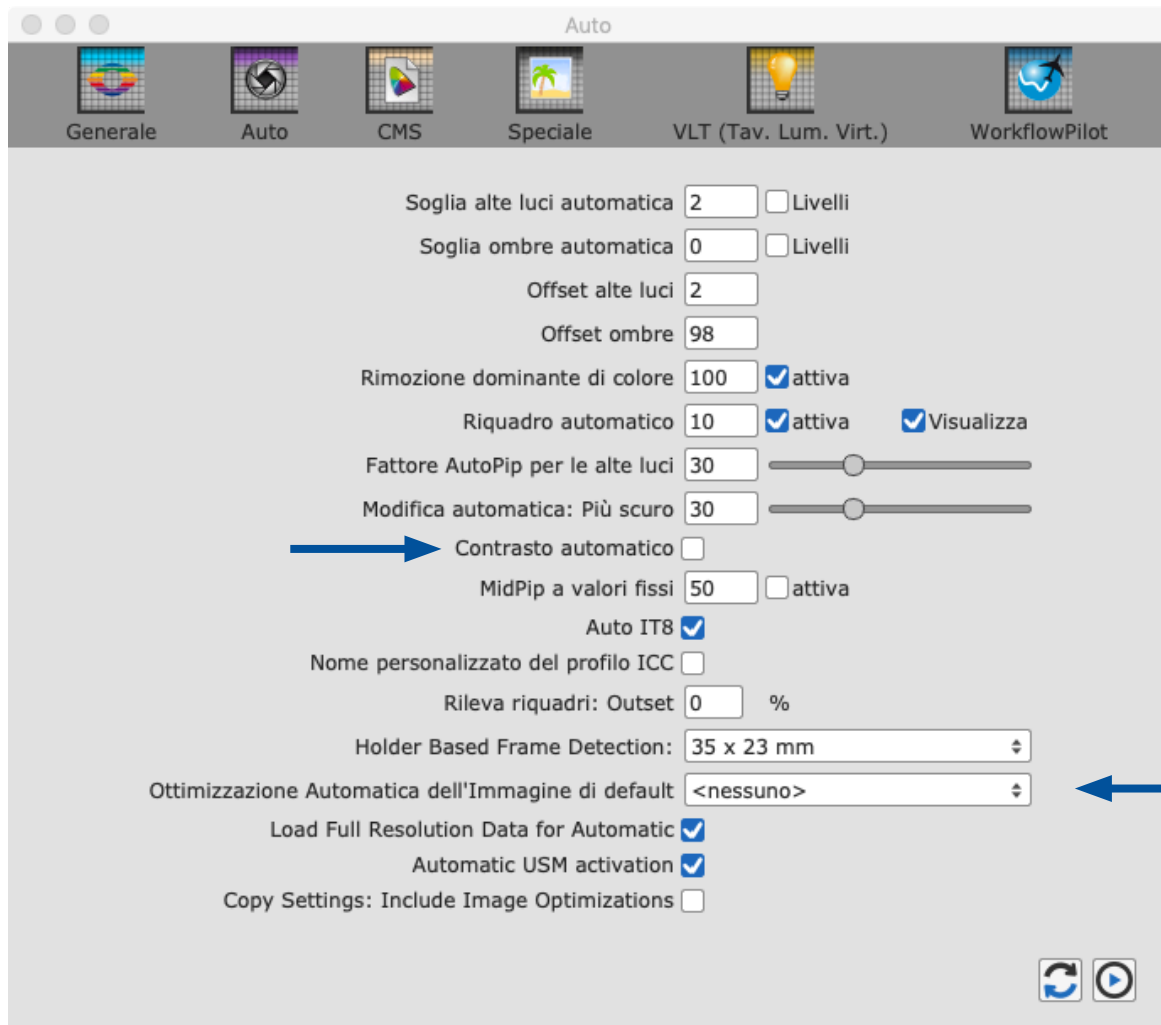 Auto
Generale Auto CMS Speciale VLT (Tav. Lum. Virt.) WorkflowPilot
Soglia alte luci automatica 2 Livelli
Soglia ombre automatica 0 Livelli
Offset alte luci 2
Offset ombre 98
Rimozione dominante di colore 100 attiva
Riquadro automatico 10 attiva Visualizza
Fattore AutoPip per le alte luci 30
Modifica automatica: Più scuro 30
Contrasto automatico
MidPip a valori fissi 50 attiva
Auto IT8
Nome personalizzato del profilo ICC
Rileva riquadri: Outset 0 %
Holder Based Frame Detection: 35 x 23 mm
Ottimizzazione Automatica dell'Immagine di default <nessuno>
Load Full Resolution Data for Automatic
Automatic USM activation
Copy Settings: Include Image Optimizations